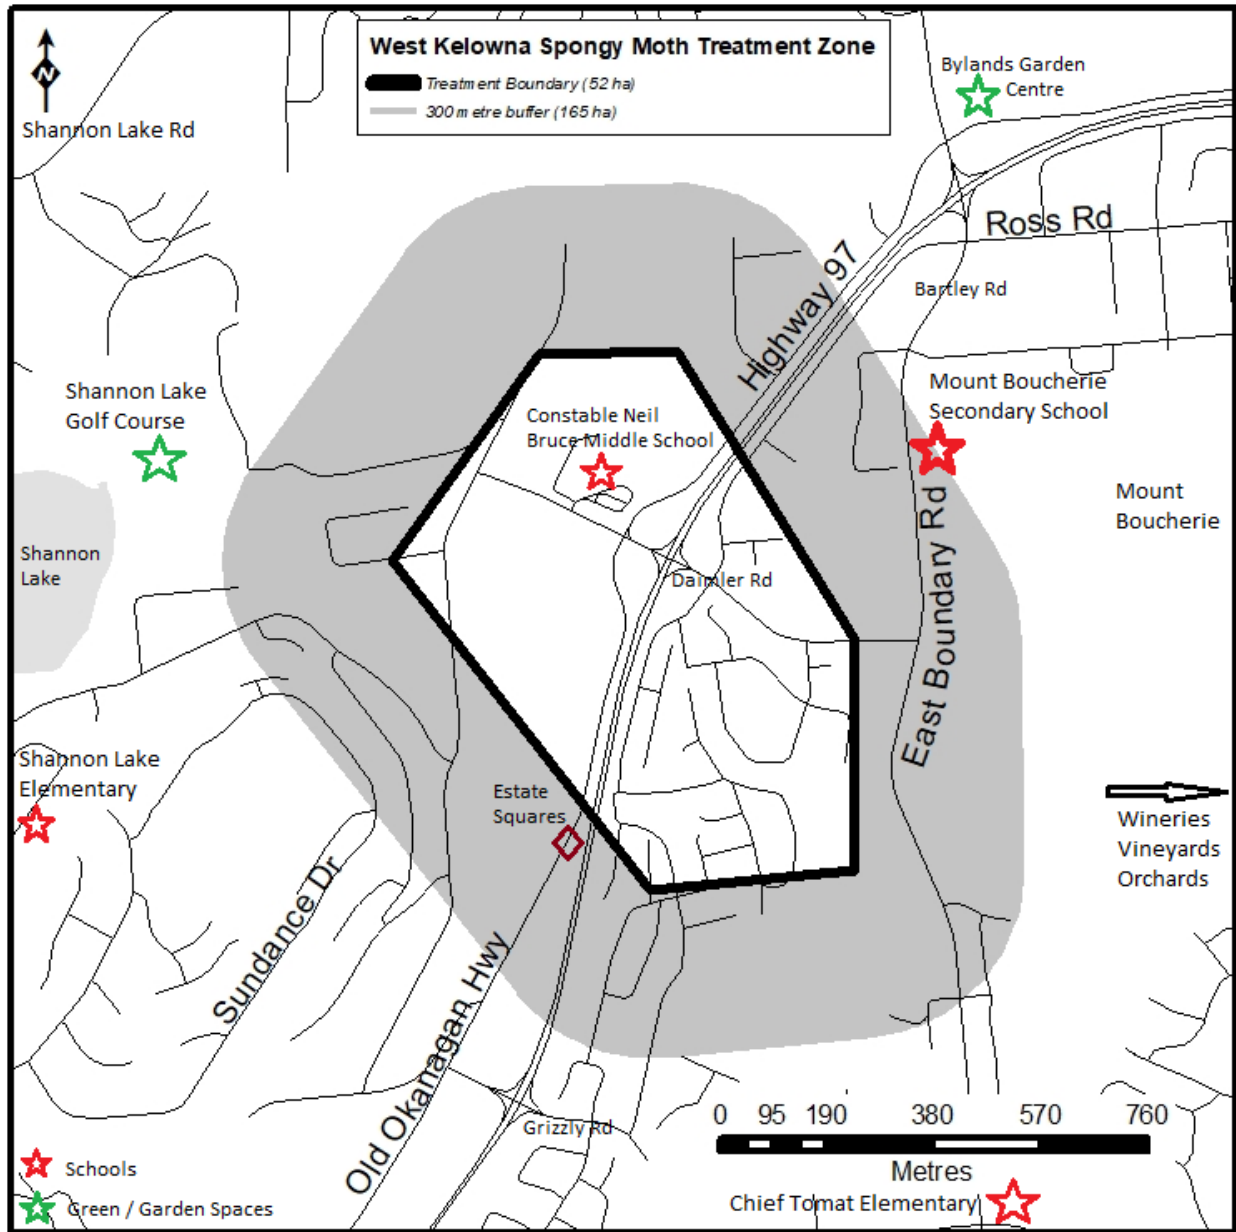 West Kelowna Spongy Moth Treatment Zone
Treatment Boundary (52 ha)
300 metre buffer (165 ha)
N
Shannon Lake Rd
Bylands Garden
Centre
Ross Rd
Highway 97
Bartley Rd
Shannon Lake
Golf Course
Constable Neil
Bruce Middle School
Mount Boucherie
Secondary School
Mount
Boucherie
Shannon
Lake
Daimler Rd
East Boundary Rd
Shannon Lake
Elementary
Estate
Squares
Wineries
Vineyards
Orchards
Sundance Dr
Old Okanagan Hwy
Grizzly Rd
0 95 190 380 570 760
Metres
Schools
Green / Garden Spaces
Chief Tomat Elementary